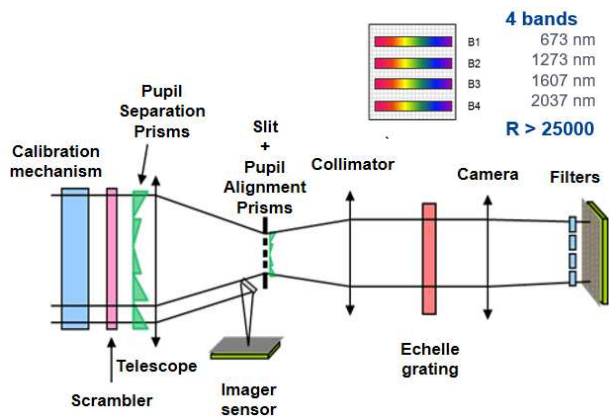 4 bands
B1 673 nm
B2 1273 nm
B3 1607 nm
B4 2037 nm
R > 25000
Pupil
Separation
Prisms
Slit
+
Pupil
Alignment
Prisms
Calibration
mechanism
Collimator
Camera
Filters
Telescope
Scrambler
Imager
sensor
Echelle
grating